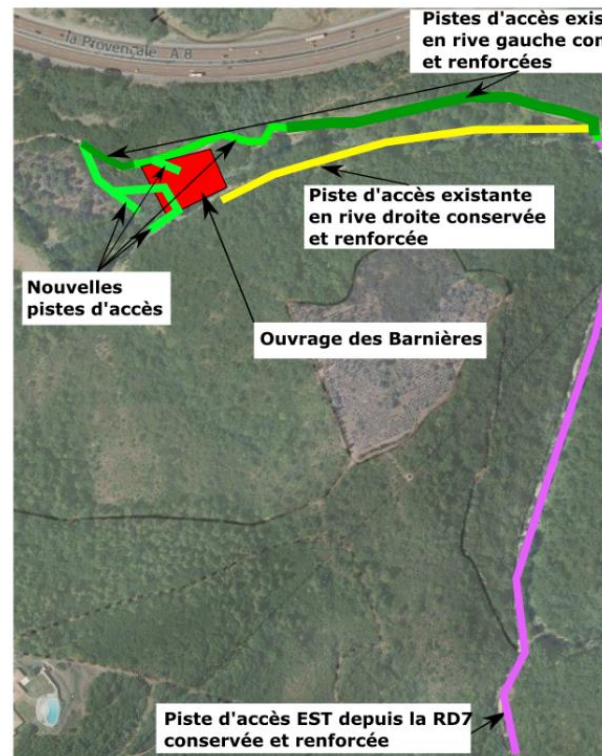 la Provençale A 8
Pistes d'accès exis
en rive gauche con
et renforcées
Piste d'accès existante
en rive droite conservée
et renforcée
Nouvelles
pistes d'accès
Ouvrage des Barnières
Piste d'accès EST depuis la RD7
conservée et renforcée